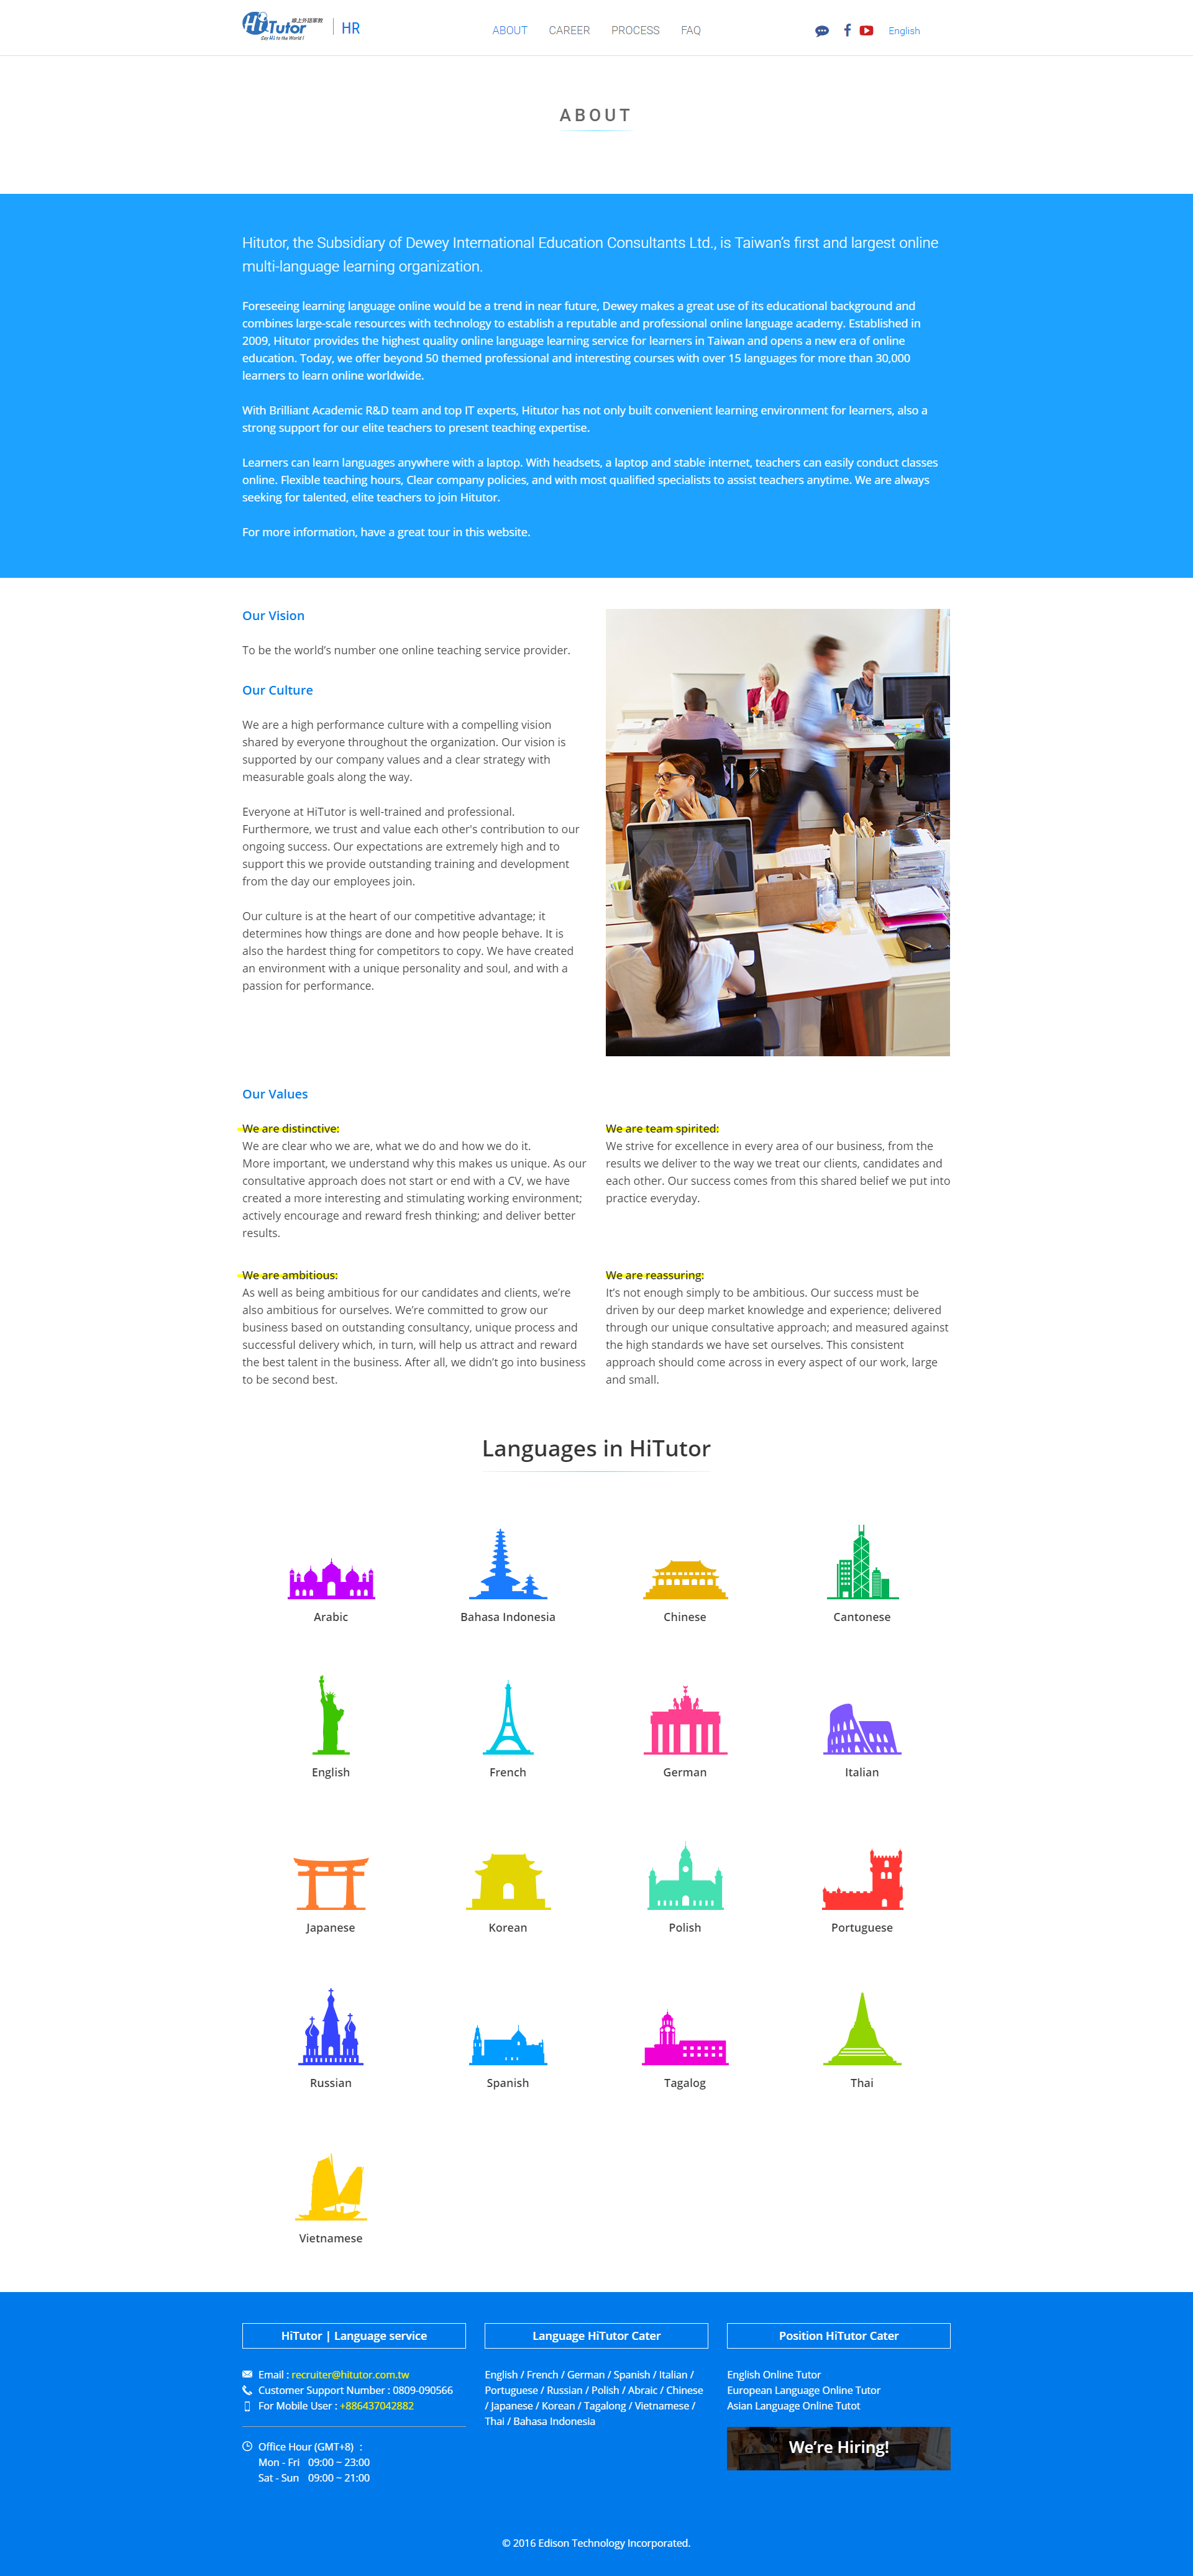 HiTutor 線上外語家教
Say Hi to the World !
HR
ABOUT CAREER PROCESS FAQ
English
ABOUT
Hitutor, the Subsidiary of Dewey International Education Consultants Ltd., is Taiwan's first and largest online
multi-language learning organization.
Foreseeing learning language online would be a trend in near future, Dewey makes a great use of its educational background and
combines large-scale resources with technology to establish a reputable and professional online language academy. Established in
2009, Hitutor provides the highest quality online language learning service for learners in Taiwan and opens a new era of online
education. Today, we offer beyond 50 themed professional and interesting courses with over 15 languages for more than 30,000
learners to learn online worldwide.
With Brilliant Academic R&D team and top IT experts, Hitutor has not only built convenient learning environment for learners, also a
strong support for our elite teachers to present teaching expertise.
Learners can learn languages anywhere with a laptop. With headsets, a laptop and stable internet, teachers can easily conduct classes
online. Flexible teaching hours, Clear company policies, and with most qualified specialists to assist teachers anytime. We are always
seeking for talented, elite teachers to join Hitutor.
For more information, have a great tour in this website.
Our Vision
To be the world's number one online teaching service provider.
Our Culture
We are a high performance culture with a compelling vision
shared by everyone throughout the organization. Our vision is
supported by our company values and a clear strategy with
measurable goals along the way.
Everyone at HiTutor is well-trained and professional.
Furthermore, we trust and value each other's contribution to our
ongoing success. Our expectations are extremely high and to
support this we provide outstanding training and development
from the day our employees join.
Our culture is at the heart of our competitive advantage; it
determines how things are done and how people behave. It is
also the hardest thing for competitors to copy. We have created
an environment with a unique personality and soul, and with a
passion for performance.
Our Values
We are distinctive:
We are clear who we are, what we do and how we do it.
More important, we understand why this makes us unique. As our
consultative approach does not start or end with a CV, we have
created a more interesting and stimulating working environment;
actively encourage and reward fresh thinking; and deliver better
results.
We are team spirited:
We strive for excellence in every area of our business, from the
results we deliver to the way we treat our clients, candidates and
each other. Our success comes from this shared belief we put into
practice everyday.
We are ambitious:
As well as being ambitious for our candidates and clients, we're
also ambitious for ourselves. We're committed to grow our
business based on outstanding consultancy, unique process and
successful delivery which, in turn, will help us attract and reward
the best talent in the business. After all, we didn't go into business
to be second best.
We are reassuring:
It's not enough simply to be ambitious. Our success must be
driven by our deep market knowledge and experience; delivered
through our unique consultative approach; and measured against
the high standards we have set ourselves. This consistent
approach should come across in every aspect of our work, large
and small.
Languages in HiTutor
Arabic
Bahasa Indonesia
Chinese
Cantonese
English
French
German
Italian
Japanese
Korean
Polish
Portuguese
Russian
Spanish
Tagalog
Thai
Vietnamese
HiTutor | Language service
Email : recruiter@hitutor.com.tw
Customer Support Number : 0809-090566
For Mobile User : +886437042882
Office Hour (GMT+8) :
Mon - Fri 09:00 ~ 23:00
Sat - Sun 09:00 ~ 21:00
Language HiTutor Cater
English / French / German / Spanish / Italian /
Portuguese / Russian / Polish / Abraic / Chinese
/ Japanese / Korean / Tagalong / Vietnamese /
Thai / Bahasa Indonesia
Position HiTutor Cater
English Online Tutor
European Language Online Tutor
Asian Language Online Tutot
We're Hiring!
© 2016 Edison Technology Incorporated.